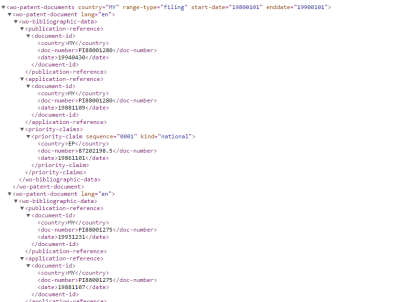 ▼<wo-patent-documents country="MY" range-type="filing" start-date="19800101" enddate="19900101">
▼<wo-patent-document lang="en">
▼<wo-bibliographic-data>
▼<publication-reference>
▼<document-id>
<country>MY</country>
<doc-number>PI88001280</doc-number>
<date>19940430</date>
</document-id>
</publication-reference>
▼<application-reference>
▼<document-id>
<country>MY</country>
<doc-number>PI88001280</doc-number>
<date>19881109</date>
</document-id>
</application-reference>
▼<priority-claims>
▼<priority-claim sequence="0001" kind="national">
<country>EP</country>
<doc-number>87202198.5</doc-number>
<date>19861101</date>
</priority-claim>
</priority-claims>
</wo-bibliographic-data>
</wo-patent-document>
▼<wo-patent-document lang="en">
▼<wo-bibliographic-data>
▼<publication-reference>
▼<document-id>
<country>MY</country>
<doc-number>PI88001275</doc-number>
<date>19931231</date>
</document-id>
</publication-reference>
▼<application-reference>
▼<document-id>
<country>MY</country>
<doc-number>PI88001275</doc-number>
<date>19881107</date>
</document-id>
</application-reference>